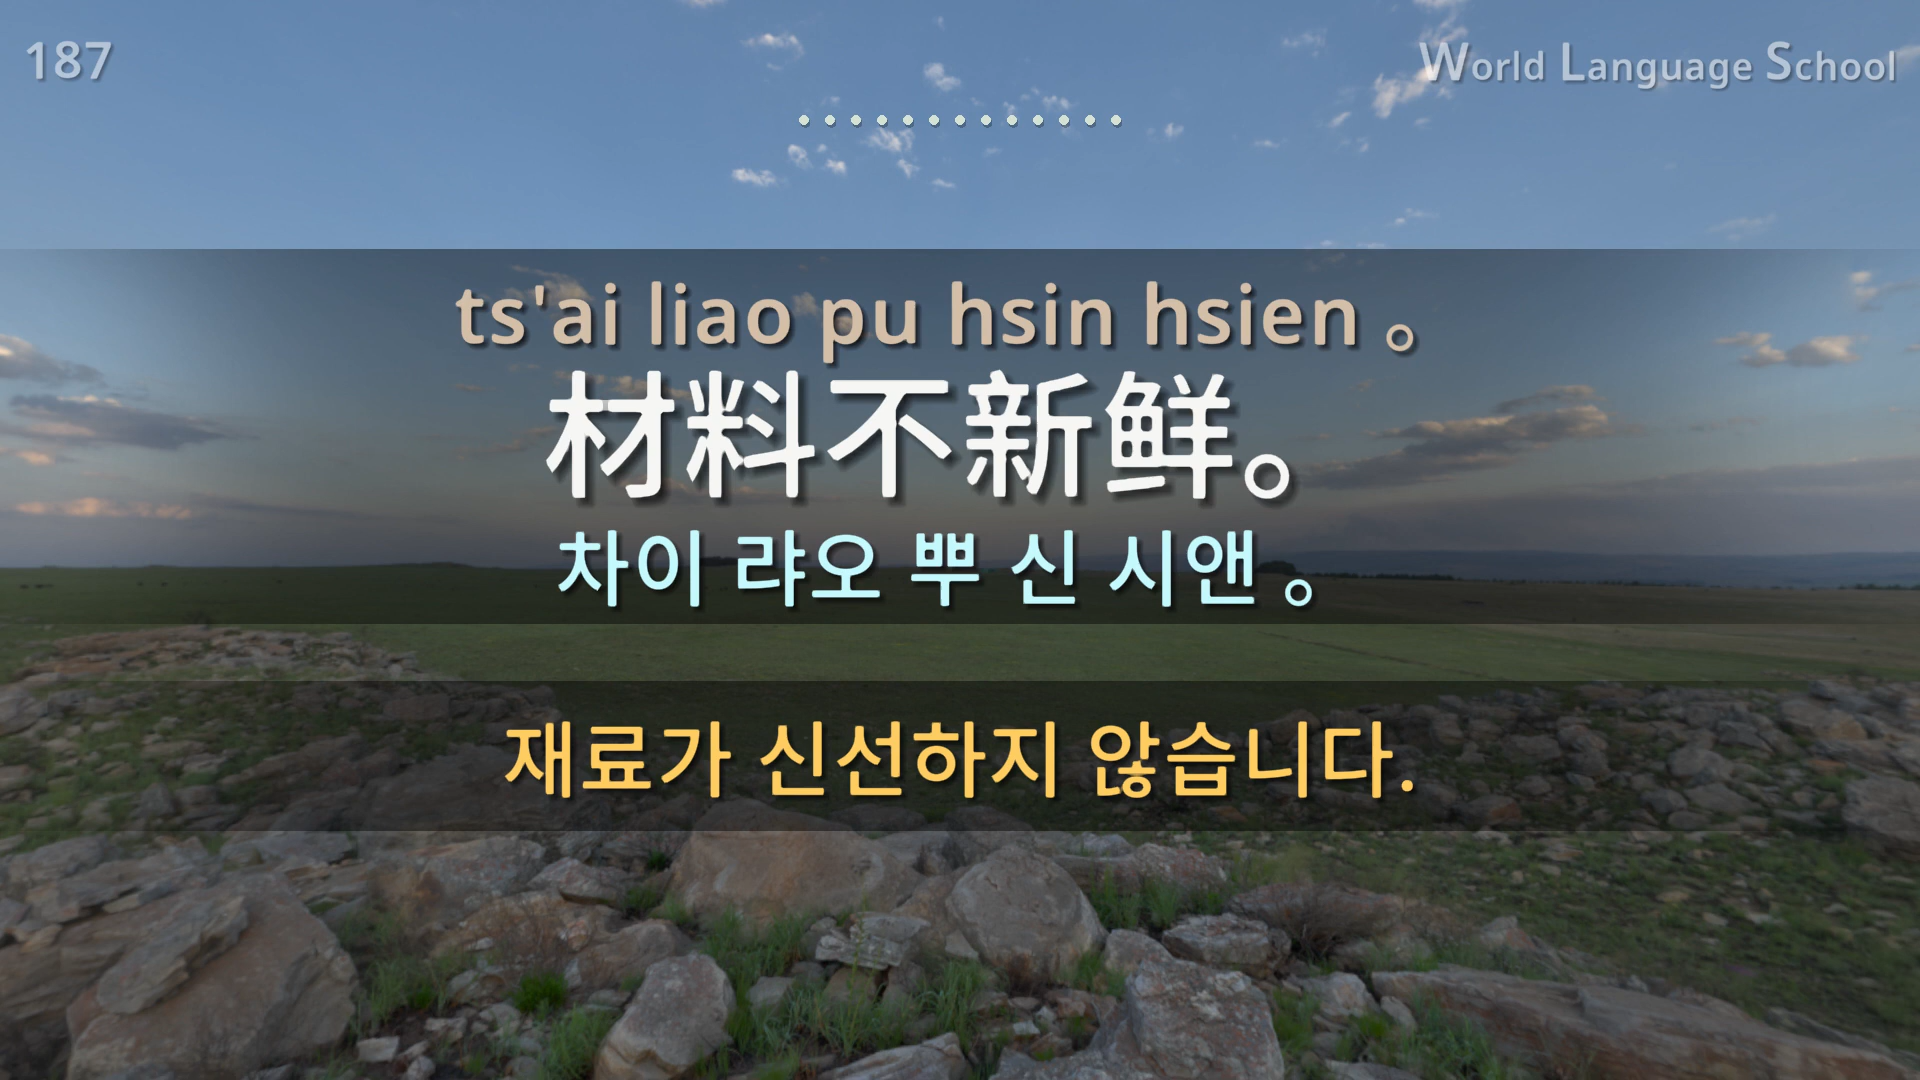 187
World Language School
ts'ai liao pu hsin hsien 。
材料不新鲜。
차이 랴오 뿌 신 시앤 。
재료가 신선하지 않습니다.